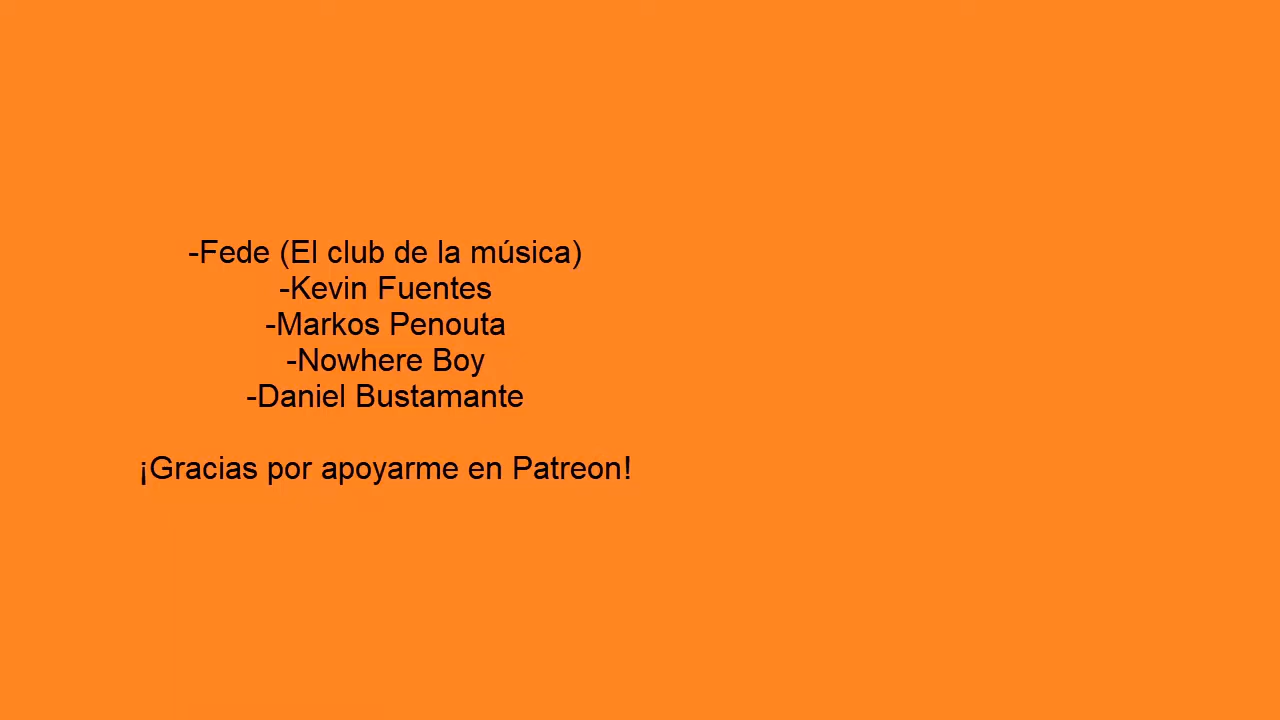 -Fede (El club de la música)
-Kevin Fuentes
-Markos Penouta
-Nowhere Boy
-Daniel Bustamante
¡Gracias por apoyarme en Patreon!